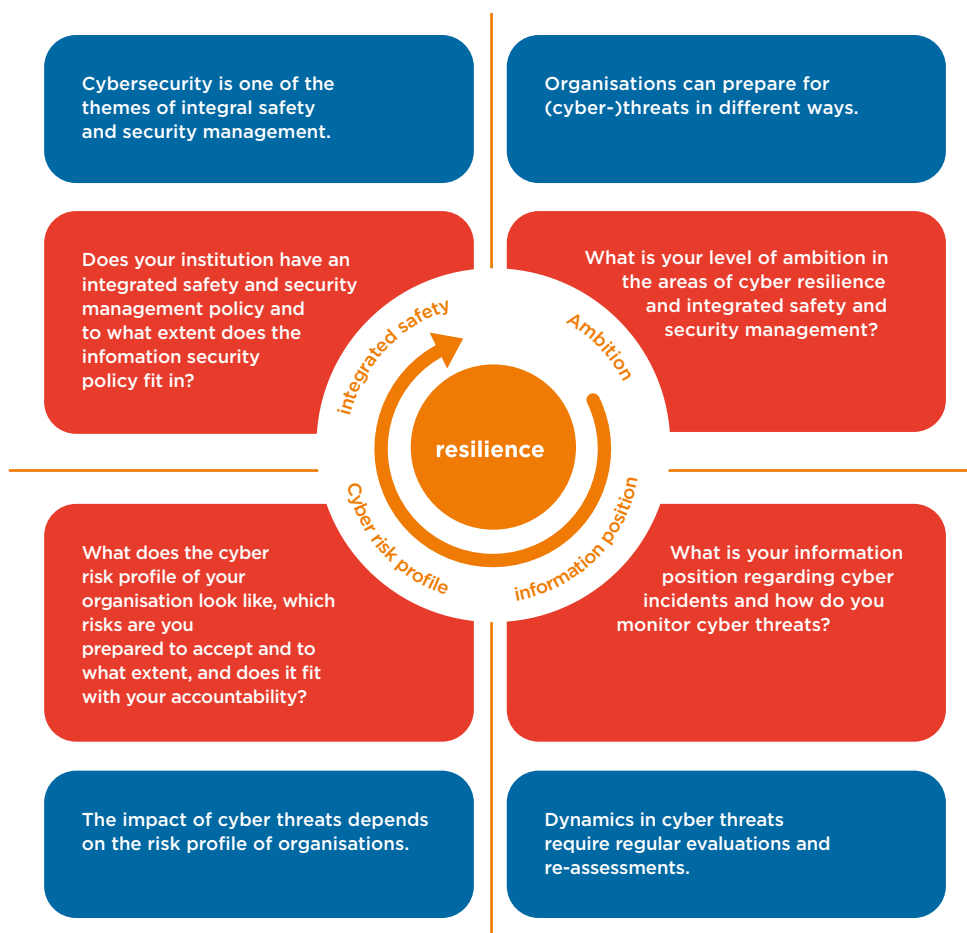 Cybersecurity is one of the
themes of integral safety
and security management.
Organisations can prepare for
(cyber-)threats in different ways.
Does your institution have an
integrated safety and security
management policy and
to what extent does the
infomation security
policy fit in?
What is your level of ambition in
the areas of cyber resilience
and integrated safety and
security management?
integrated safety
Ambition
resilience
Cyber risk profile
information position
What does the cyber
risk profile of your
organisation look like, which
risks are you
prepared to accept and to
what extent, and does it fit
with your accountability?
What is your information
position regarding cyber
incidents and how do you
monitor cyber threats?
The impact of cyber threats depends
on the risk profile of organisations.
Dynamics in cyber threats
require regular evaluations and
re-assessments.